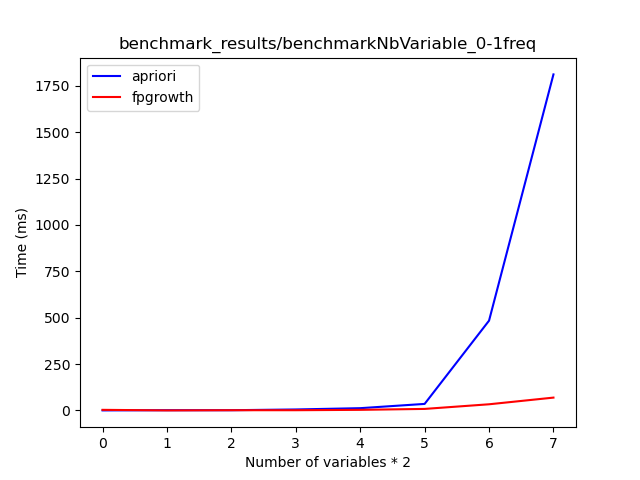 benchmark_results/benchmarkNbVariable_0-1freq
apriori
fpgrowth
1750
1500
1250
1000
750
500
250
0
Time (ms)
0 1 2 3 4 5 6 7
Number of variables * 2